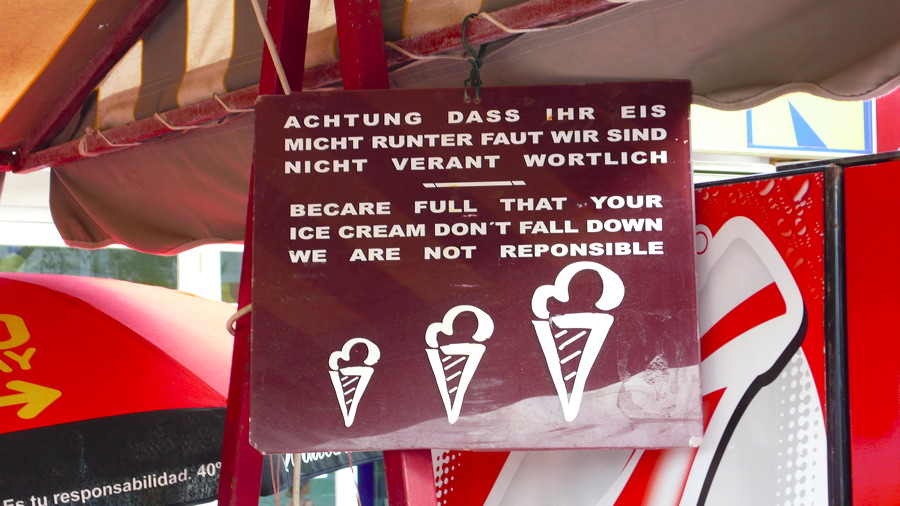 ACHTUNG DASS IHR EIS
MICHT RUNTER FAUT WIR SIND
NICHT VERANT WORTLICH
BECARE FULL THAT YOUR
ICE CREAM DON´T FALL DOWN
WE ARE NOT REPONSIBLE
Es tu responsabilidad. 40º